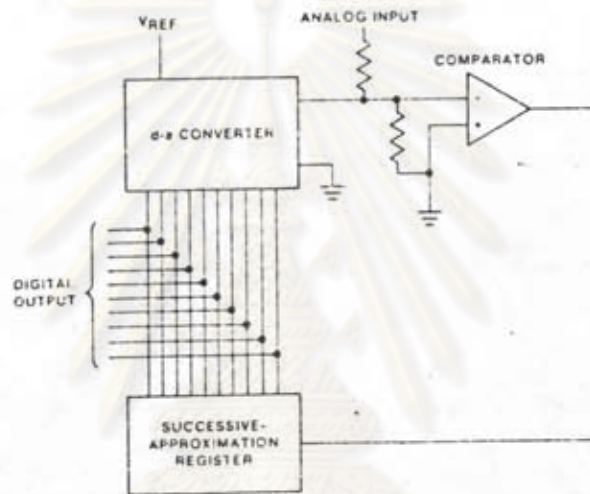 VREF
ANALOG INPUT
COMPARATOR
d-a CONVERTER
-
+
DIGITAL
OUTPUT
SUCCESSIVE-
APPROXIMATION
REGISTER